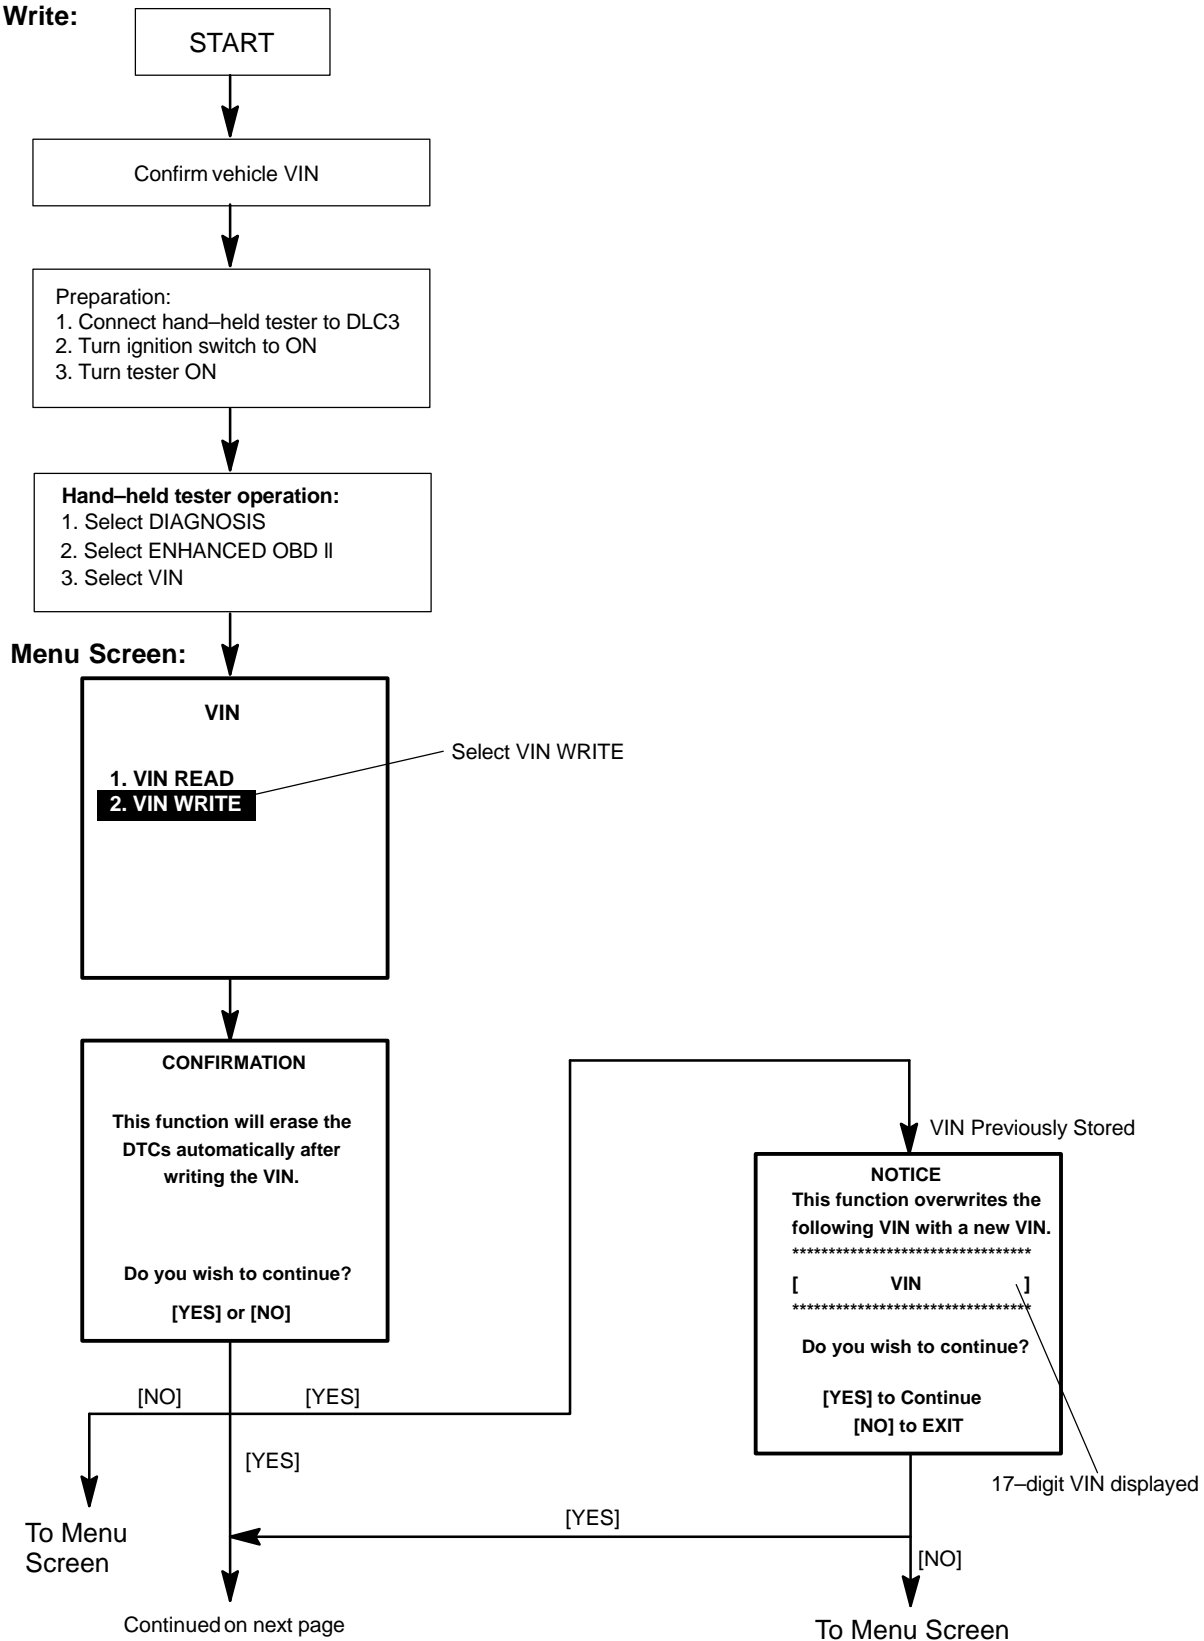 Write:
START
Confirm vehicle VIN
Preparation:
1. Connect hand–held tester to DLC3
2. Turn ignition switch to ON
3. Turn tester ON
Hand–held tester operation:
1. Select DIAGNOSIS
2. Select ENHANCED OBD II
3. Select VIN
Menu Screen:
VIN
1. VIN READ
2. VIN WRITE
Select VIN WRITE
CONFIRMATION
This function will erase the
DTCs automatically after
writing the VIN.
Do you wish to continue?
[YES] or [NO]
VIN Previously Stored
NOTICE
This function overwrites the
following VIN with a new VIN.
*********************************
[ VIN ]
*********************************
Do you wish to continue?
[YES] to Continue
[NO] to EXIT
17–digit VIN displayed
[NO]
[YES]
[YES]
[YES]
[NO]
To Menu
Screen
Continued on next page
To Menu Screen